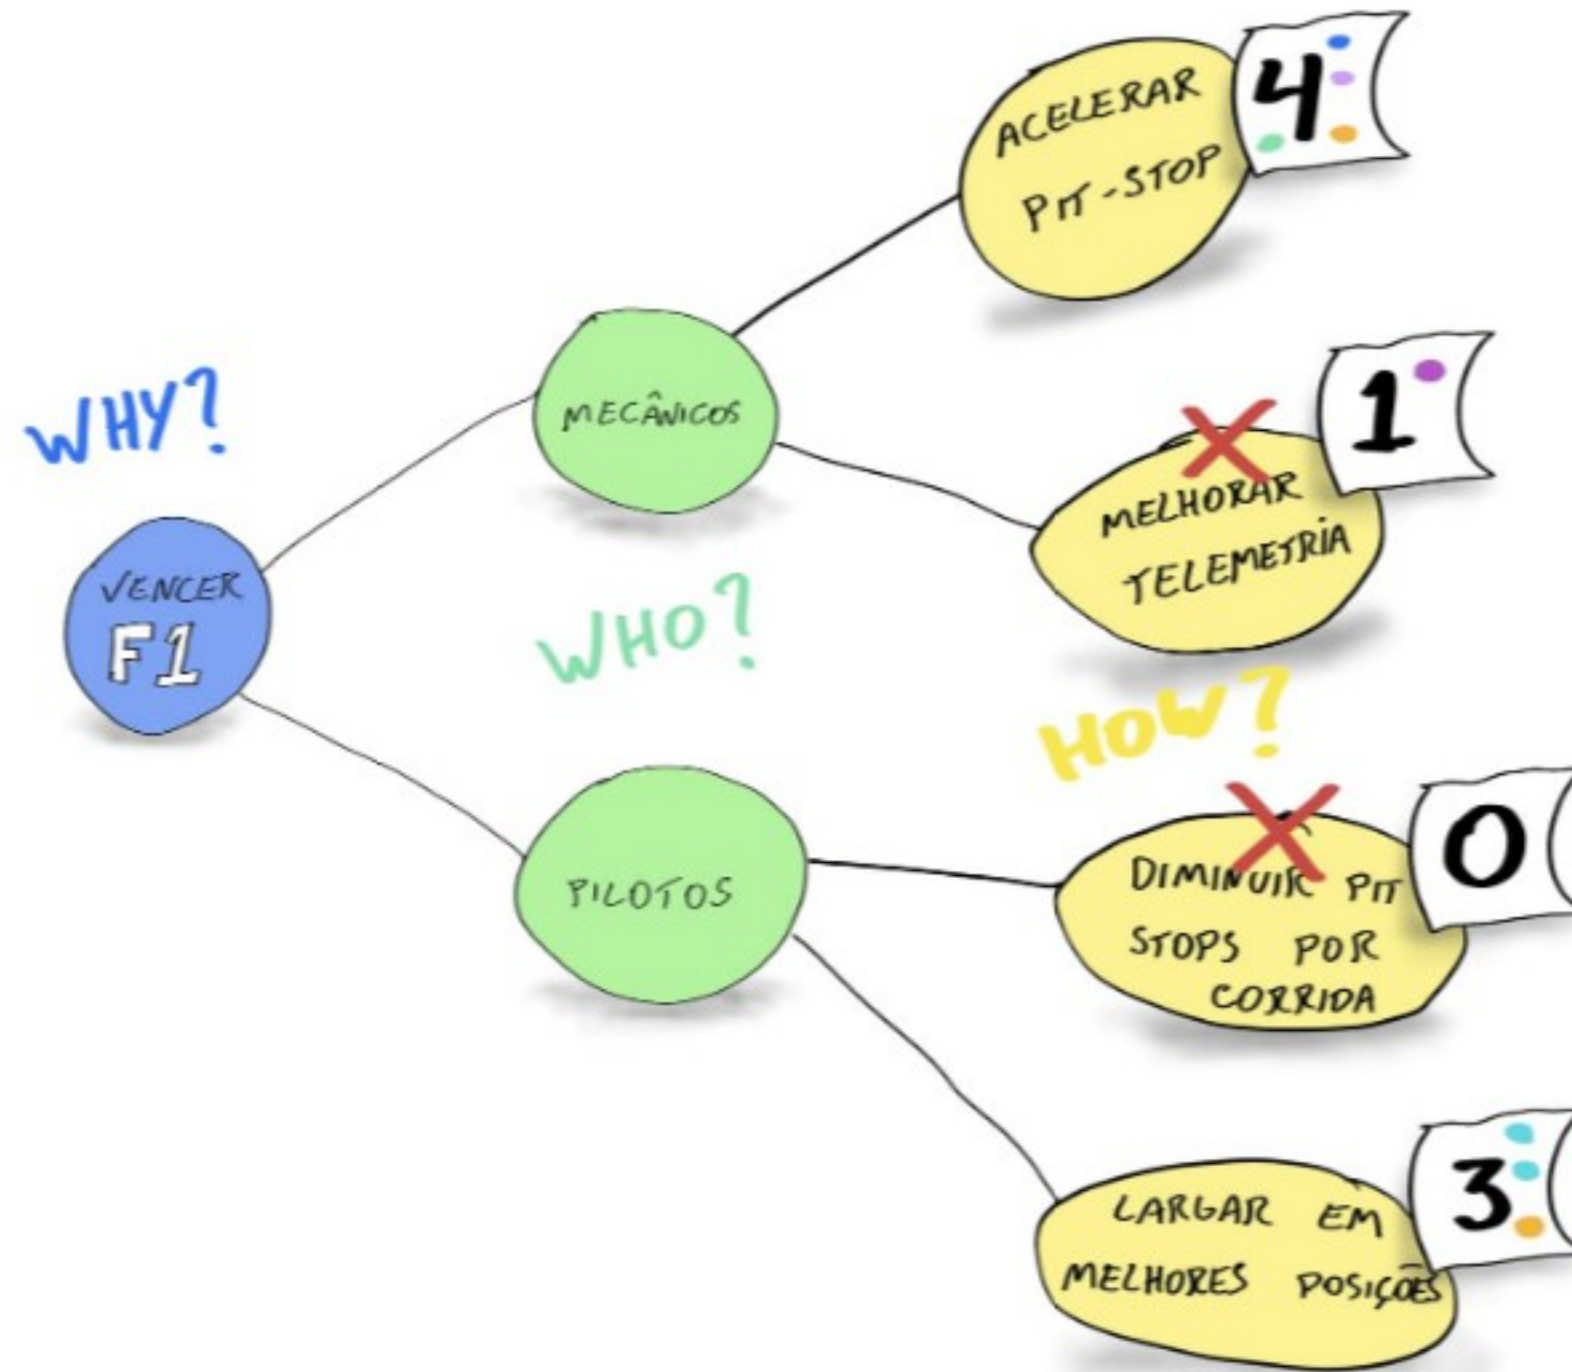 WHY?
VENCER
F1
MECÂNICOS
WHO?
PILOTOS
ACELERAR
PIT-STOP
4
MELHORAR
TELEMETRIA
1
HOW?
DIMINUIR PIT
STOPS POR
CORRIDA
0
LARGAR EM
MELHORES POSIÇÕES
3